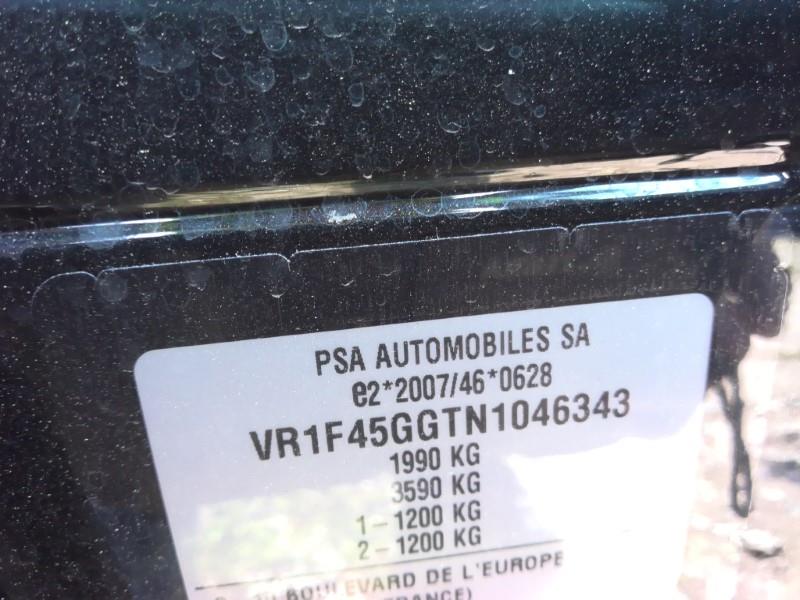 PSA AUTOMOBILES SA
e2*2007/46*0628
VR1F45GGTN1046343
1990 KG
3590 KG
1-1200 KG
2-1200 KG
BOULEVARD DE L'EUROPE